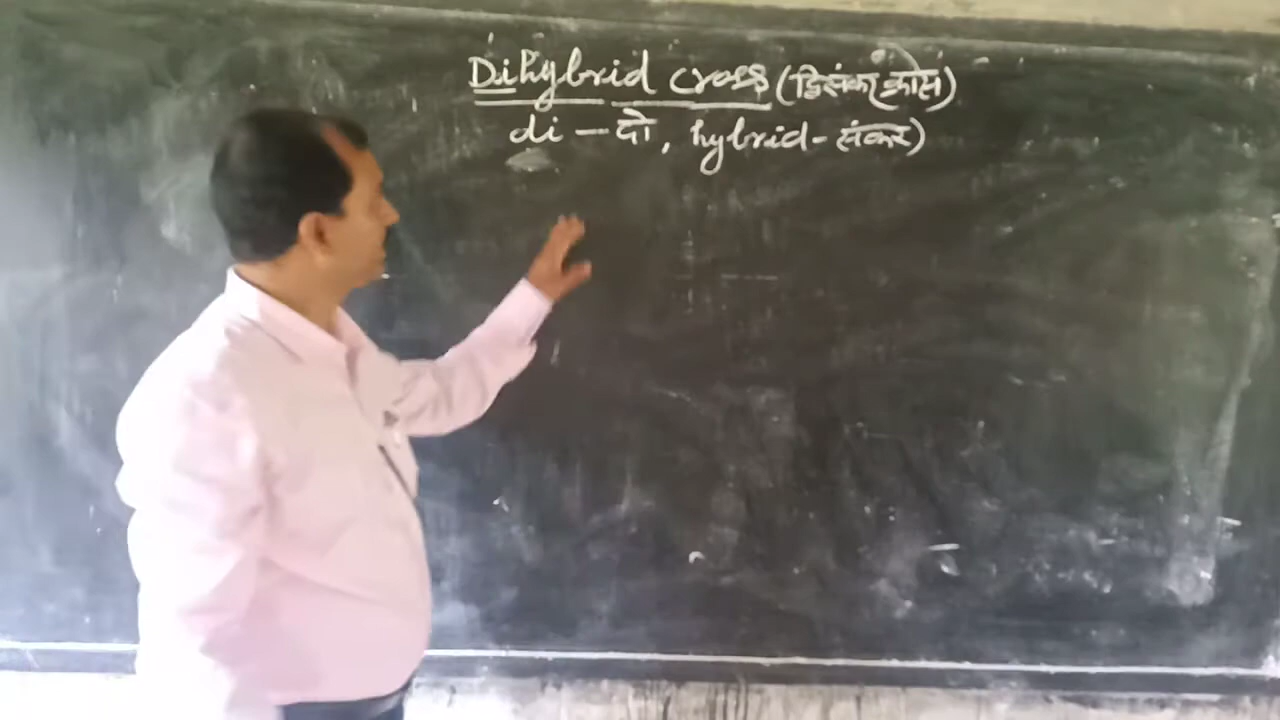 Dihybrid cross (द्विसंकर क्रोस)
di – दो, hybrid - संकर)